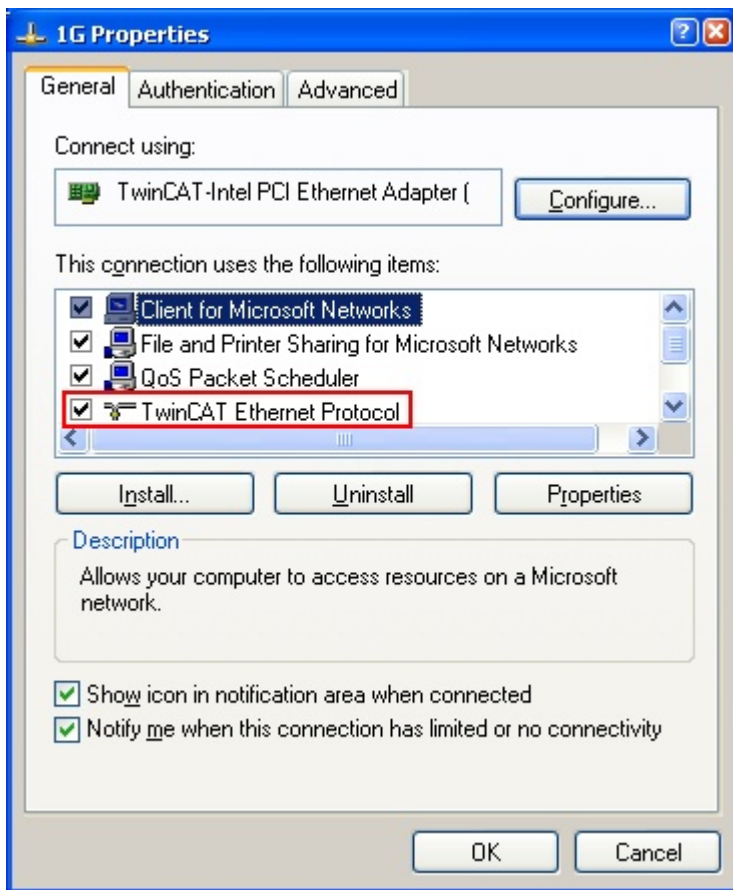 1G Properties
General Authentication Advanced
Connect using:
TwinCAT-Intel PCI Ethernet Adapter (
Configure...
This connection uses the following items:
Client for Microsoft Networks
File and Printer Sharing for Microsoft Networks
QoS Packet Scheduler
TwinCAT Ethernet Protocol
Install... Uninstall Properties
Description
Allows your computer to access resources on a Microsoft
network.
Show icon in notification area when connected
Notify me when this connection has limited or no connectivity
OK Cancel